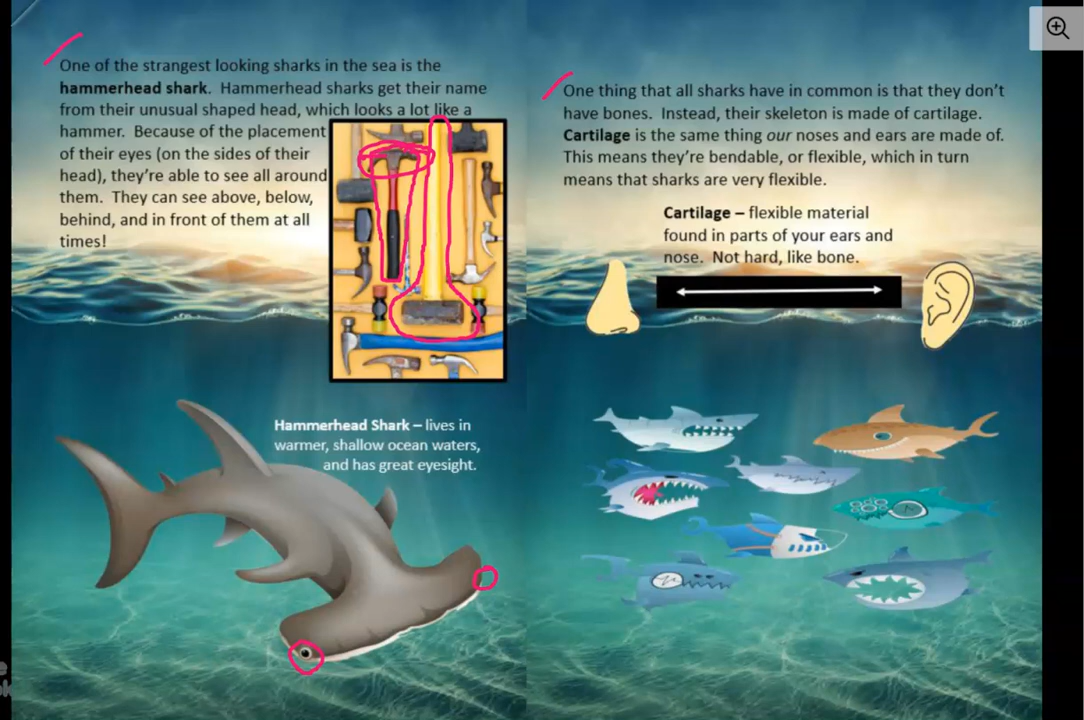 One of the strangest looking sharks in the sea is the
hammerhead shark. Hammerhead sharks get their name
from their unusual shaped head, which looks a lot like a
hammer. Because of the placement
of their eyes (on the sides of their
head), they're able to see all around
them. They can see above, below,
behind, and in front of them at all
times!
Hammerhead Shark – lives in
warmer, shallow ocean waters,
and has great eyesight.
One thing that all sharks have in common is that they don't
have bones. Instead, their skeleton is made of cartilage.
Cartilage is the same thing our noses and ears are made of.
This means they're bendable, or flexible, which in turn
means that sharks are very flexible.
Cartilage – flexible material
found in parts of your ears and
nose. Not hard, like bone.